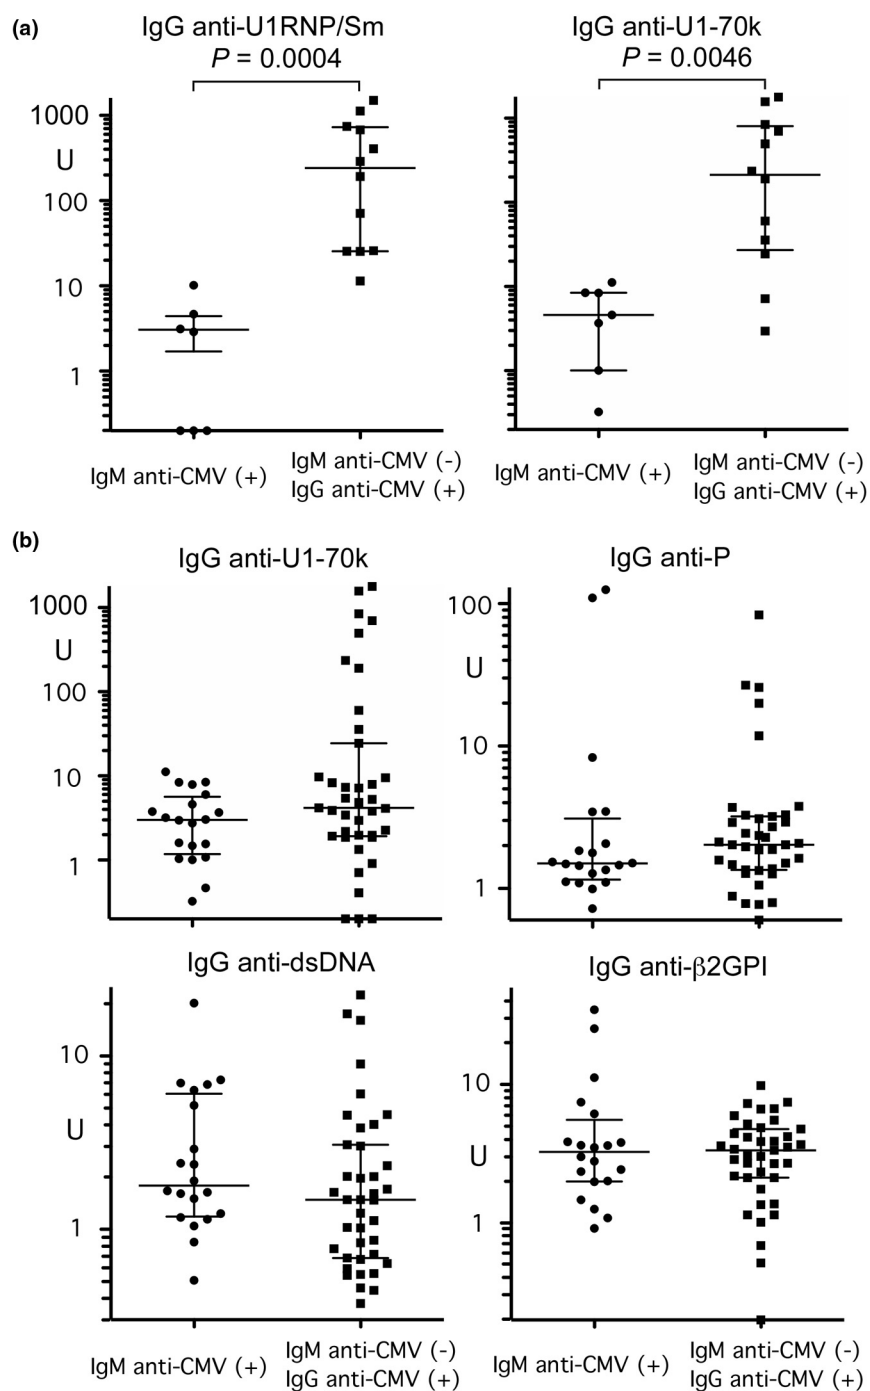 (a)
IgG anti-U1RNP/Sm
P = 0.0004
1000
U
100
10
1
IgM anti-CMV (+)
IgM anti-CMV (-)
IgG anti-CMV (+)
IgG anti-U1-70k
P = 0.0046
IgM anti-CMV (+)
IgM anti-CMV (-)
IgG anti-CMV (+)
(b)
IgG anti-U1-70k
1000
U
100
10
1
IgG anti-P
100
U
10
1
IgG anti-dsDNA
10
U
1
IgM anti-CMV (+)
IgM anti-CMV (-)
IgG anti-CMV (+)
IgG anti-β2GPI
10
U
1
IgM anti-CMV (+)
IgM anti-CMV (-)
IgG anti-CMV (+)